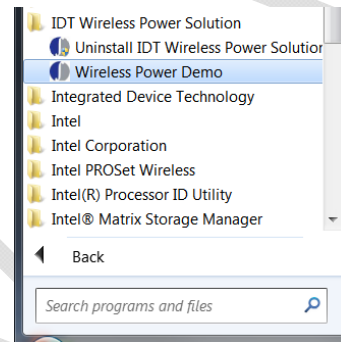 IDT Wireless Power Solution
Uninstall IDT Wireless Power Solution
Wireless Power Demo
Integrated Device Technology
Intel
Intel Corporation
Intel PROSet Wireless
Intel(R) Processor ID Utility
Intel® Matrix Storage Manager
Back
Search programs and files